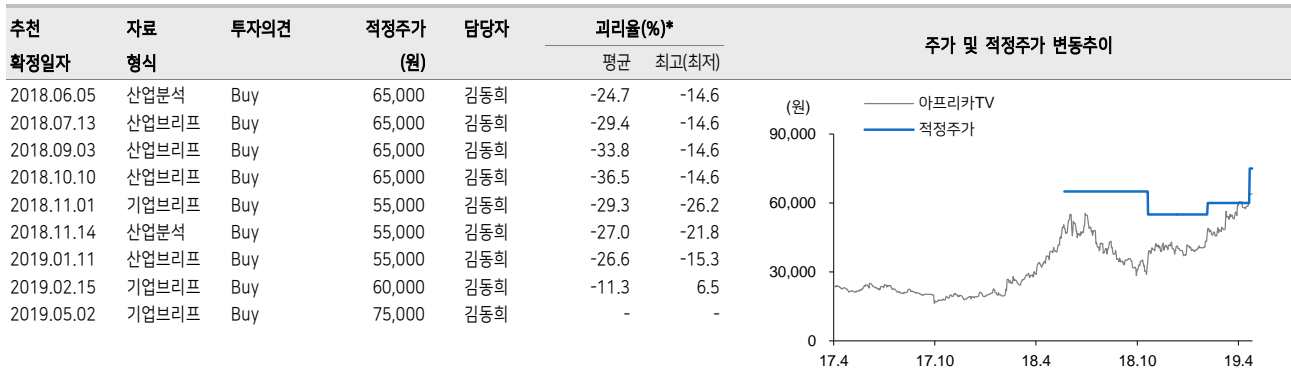 추천 자료 투자의견 적정주가 담당자 괴리율(%)* 주가 및 적정주가 변동추이
확정일자 형식 (원) 평균 최고(최저)
2018.06.05 산업분석 Buy 65,000 김동희 -24.7 -14.6
2018.07.13 산업브리프 Buy 65,000 김동희 -29.4 -14.6
2018.09.03 산업브리프 Buy 65,000 김동희 -33.8 -14.6
2018.10.10 산업브리프 Buy 65,000 김동희 -36.5 -14.6
2018.11.01 기업브리프 Buy 55,000 김동희 -29.3 -26.2
2018.11.14 산업분석 Buy 55,000 김동희 -27.0 -21.8
2019.01.11 산업브리프 Buy 55,000 김동희 -26.6 -15.3
2019.02.15 기업브리프 Buy 60,000 김동희 -11.3 6.5
2019.05.02 기업브리프 Buy 75,000 김동희 - -
(원) 아프리카TV
적정주가
90,000
60,000
30,000
0
17.4 17.10 18.4 18.10 19.4